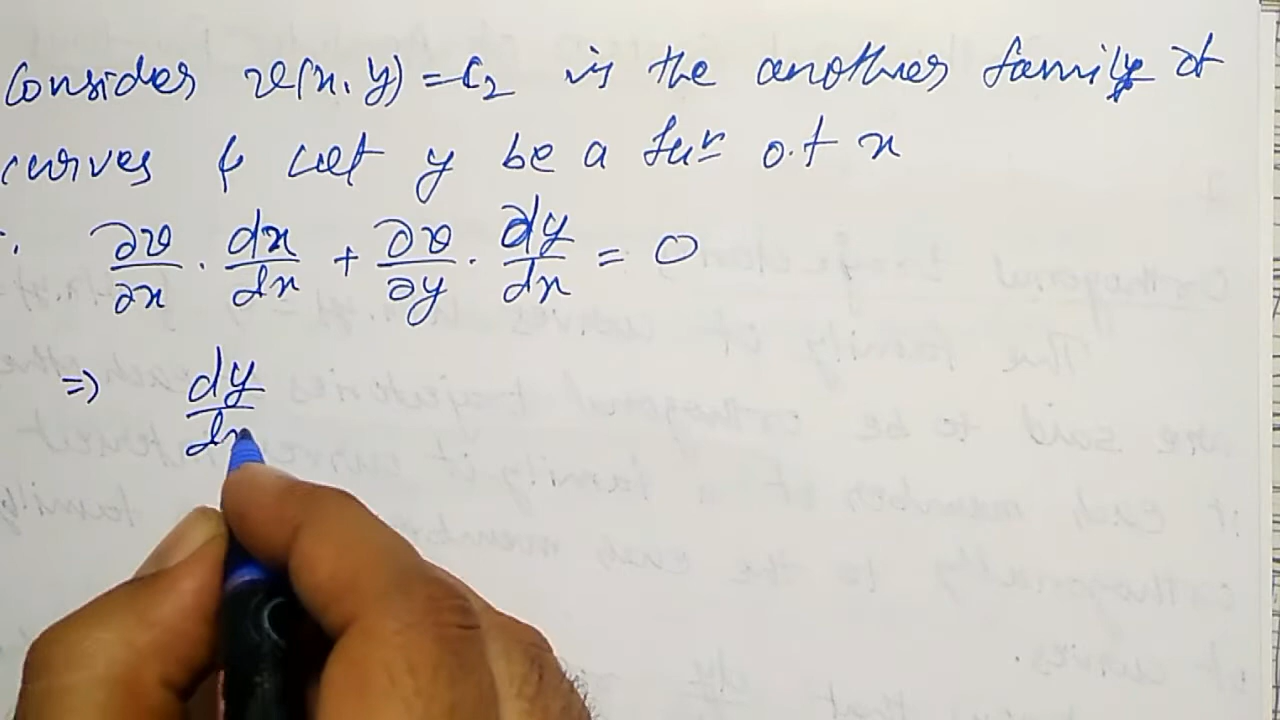 Consider v(x, y) = C₂ is the another family of
curves & let y be a fuⁿ o.f x
∴ ∂v/∂x . dx/dx + ∂v/∂y . dy/dx = 0
⇒ dy/dx